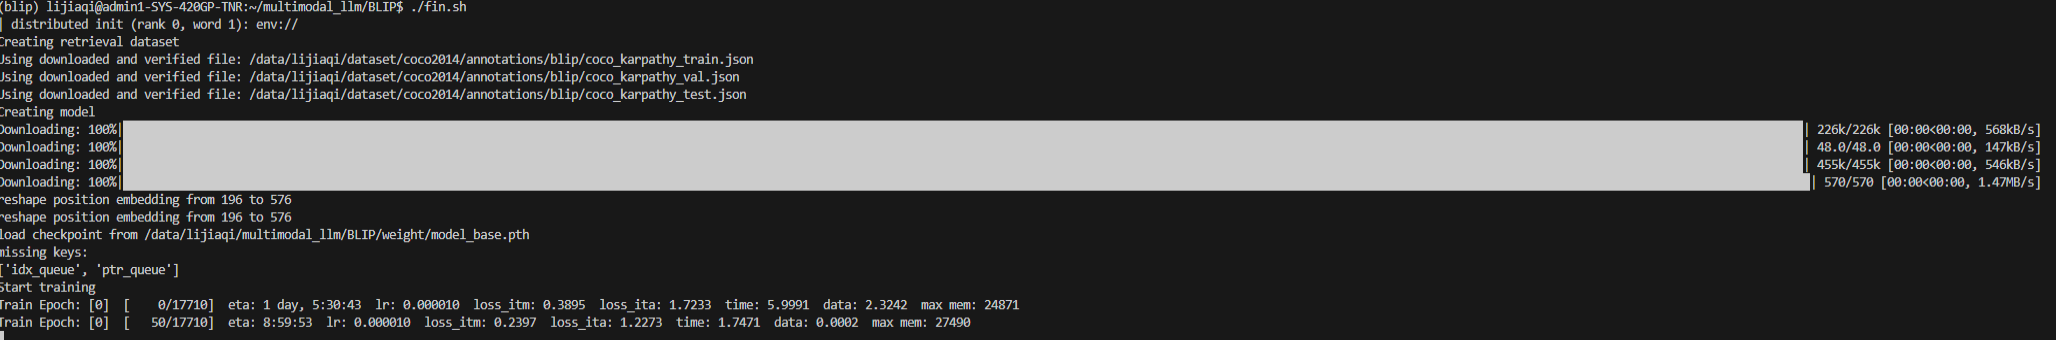 (blip) lijiaqi@admin1-SYS-420GP-TNR:~/multimodal_llm/BLIP$ ./fin.sh
| distributed init (rank 0, word 1): env://
Creating retrieval dataset
Using downloaded and verified file: /data/lijiaqi/dataset/coco2014/annotations/blip/coco_karpathy_train.json
Using downloaded and verified file: /data/lijiaqi/dataset/coco2014/annotations/blip/coco_karpathy_val.json
Using downloaded and verified file: /data/lijiaqi/dataset/coco2014/annotations/blip/coco_karpathy_test.json
Creating model
Downloading: 100%| | 226k/226k [00:00<00:00, 568kB/s]
Downloading: 100%| | 48.0/48.0 [00:00<00:00, 147kB/s]
Downloading: 100%| | 455k/455k [00:00<00:00, 546kB/s]
Downloading: 100%| | 570/570 [00:00<00:00, 1.47MB/s]
reshape position embedding from 196 to 576
reshape position embedding from 196 to 576
load checkpoint from /data/lijiaqi/multimodal_llm/BLIP/weight/model_base.pth
missing keys:
['idx_queue', 'ptr_queue']
Start training
Train Epoch: [0] [ 0/17710] eta: 1 day, 5:30:43 lr: 0.000010 loss_itm: 0.3895 loss_ita: 1.7233 time: 5.9991 data: 2.3242 max mem: 24871
Train Epoch: [0] [ 50/17710] eta: 8:59:53 lr: 0.000010 loss_itm: 0.2397 loss_ita: 1.2273 time: 1.7471 data: 0.0002 max mem: 27490